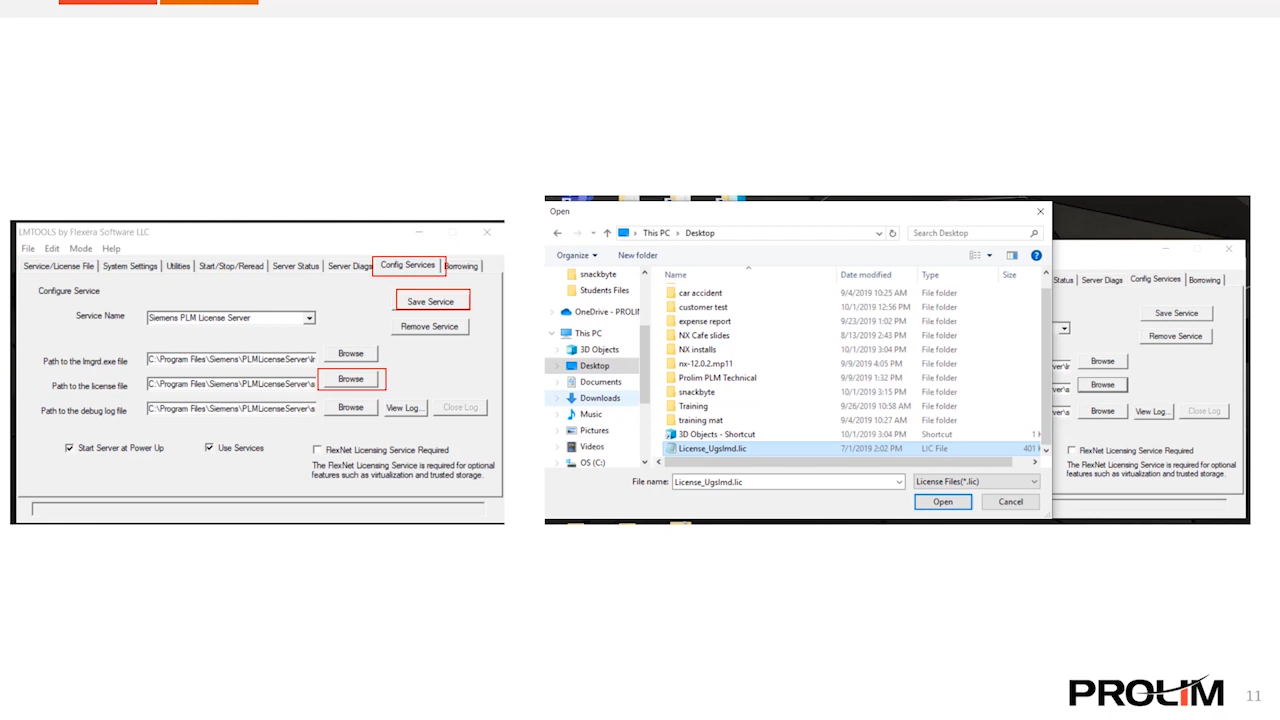 LMTOOLS by Flexera Software LLC
File Edit Mode Help
Service/License File System Settings Utilities Start/Stop/Reread Server Status Server Diags Config Services Borrowing
Configure Service
Save Service
Service Name Siemens PLM License Server
Remove Service
Path to the lmgrd.exe file C:\Program Files\Siemens\PLMLicenseServer\lr Browse
Path to the license file C:\Program Files\Siemens\PLMLicenseServer\s Browse
Path to the debug log file C:\Program Files\Siemens\PLMLicenseServer\s Browse View Log... Close Log
Start Server at Power Up Use Services FlexNet Licensing Service Required
The FlexNet Licensing Service is required for optional
features such as virtualization and trusted storage.
Open
This PC > Desktop Search Desktop
Organize New folder
snackbyte
Students Files
OneDrive - PROLIM
This PC
3D Objects
Desktop
Documents
Downloads
Music
Pictures
Videos
OS (C:)
Name Date modified Type Size
car accident 9/4/2019 10:25 AM File folder
customer test 10/1/2019 12:56 PM File folder
expense report 9/23/2019 1:02 PM File folder
NX Cafe slides 8/13/2019 2:43 PM File folder
NX installs 10/1/2019 3:04 PM File folder
nx-12.0.2.mp11 9/9/2019 4:05 PM File folder
Prolim PLM Technical 9/9/2019 1:32 PM File folder
snackbyte 10/1/2019 3:15 PM File folder
Training 9/26/2019 10:58 AM File folder
training mat 9/4/2019 10:27 AM File folder
3D Objects - Shortcut 10/1/2019 3:04 PM Shortcut 1
License_Ugslmd.lic 7/1/2019 2:02 PM LIC File 401
File name: License_Ugslmd.lic License Files(*.lic)
Open Cancel
Status Server Diags Config Services Borrowing
Save Service
Remove Service
Browse
Browse
Browse View Log... Close Log
FlexNet Licensing Service Required
The FlexNet Licensing Service is required for optional
features such as virtualization and trusted storage.
PROLIM 11